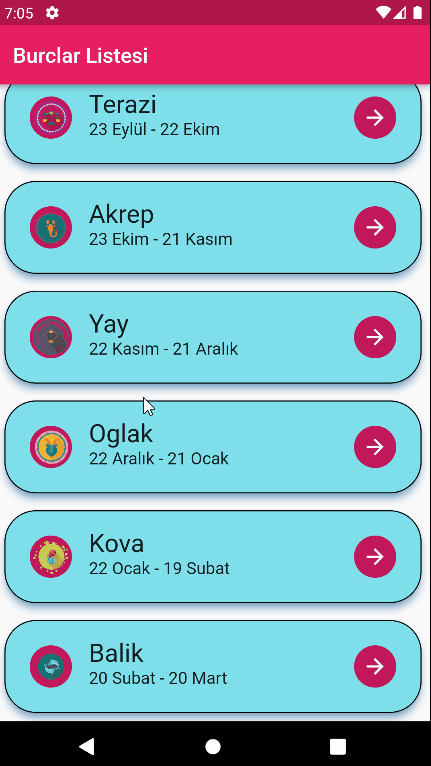 7:05
Burclar Listesi
Terazi
23 Eylül - 22 Ekim
Akrep
23 Ekim - 21 Kasım
Yay
22 Kasım - 21 Aralık
Oglak
22 Aralık - 21 Ocak
Kova
22 Ocak - 19 Subat
Balik
20 Subat - 20 Mart